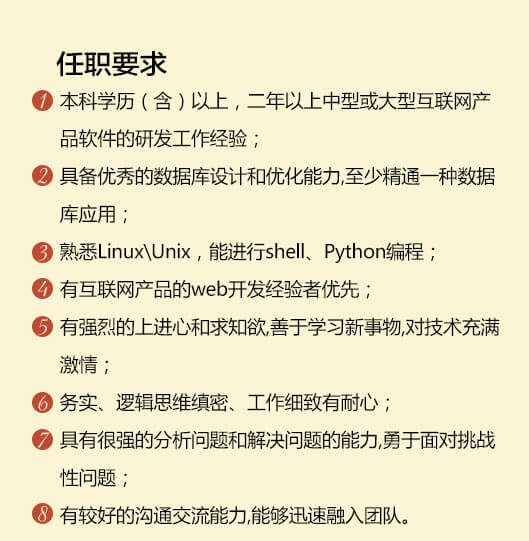 任职要求
1 本科学历（含）以上，二年以上中型或大型互联网产
品软件的研发工作经验；
2 具备优秀的数据库设计和优化能力,至少精通一种数据
库应用；
3 熟悉Linux\Unix，能进行shell、Python编程；
4 有互联网产品的web开发经验者优先；
5 有强烈的上进心和求知欲,善于学习新事物,对技术充满
激情；
6 务实、逻辑思维缜密、工作细致有耐心；
7 具有很强的分析问题和解决问题的能力,勇于面对挑战
性问题；
8 有较好的沟通交流能力,能够迅速融入团队。